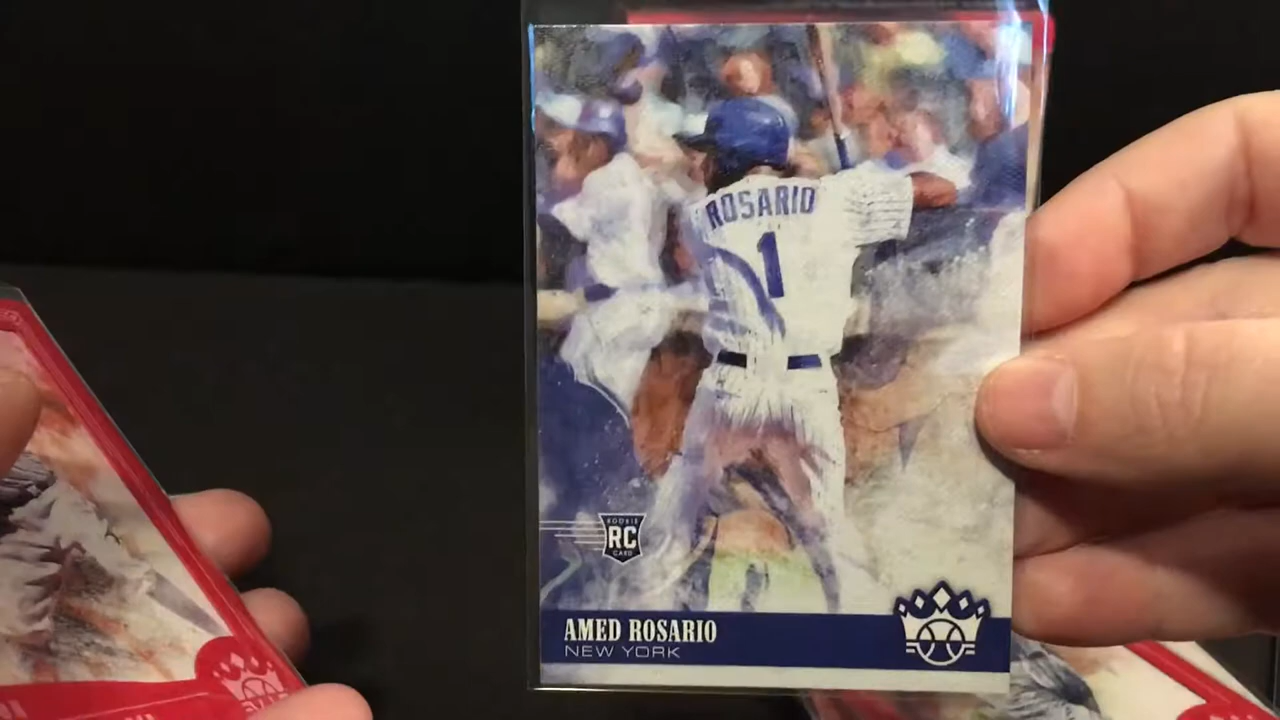 ROSARIO
1
ROOKIE
RC
CARD
AMED ROSARIO
NEW YORK